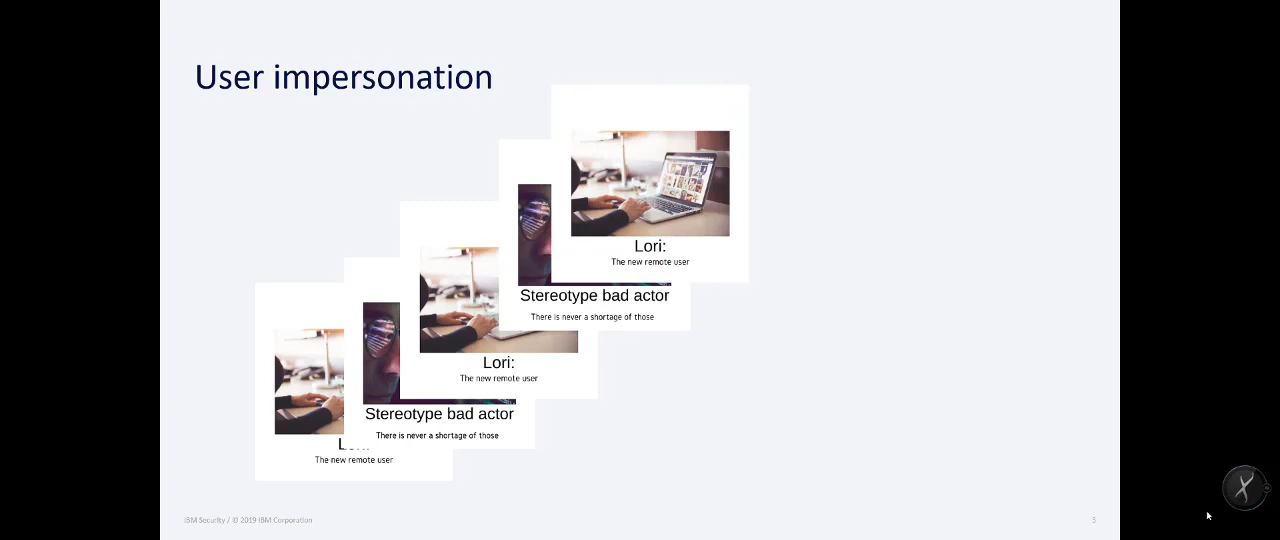 User impersonation
Lori:
The new remote user
Stereotype bad actor
There is never a shortage of those
Lori:
The new remote user
Stereotype bad actor
There is never a shortage of those
The new remote user
IBM Security / © 2019 IBM Corporation